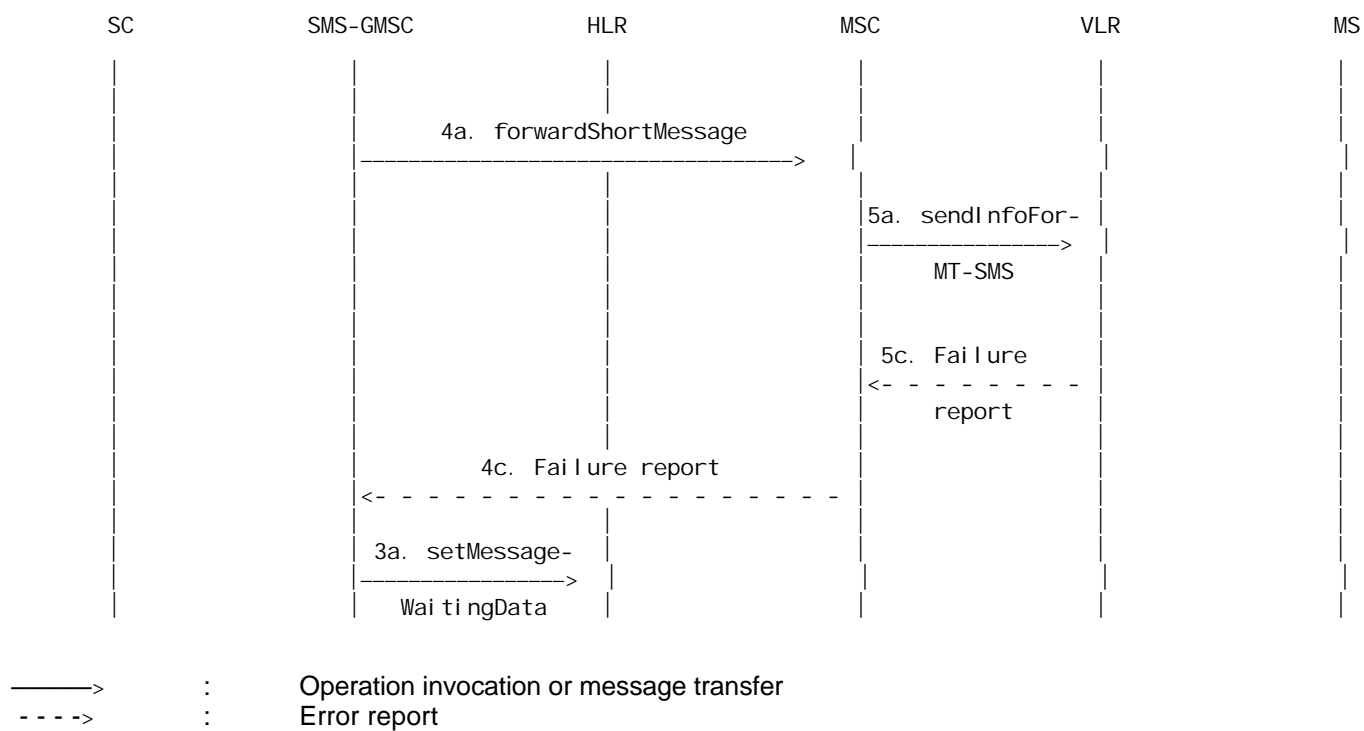 SC SMS-GMSC HLR MSC VLR MS
4a. forwardShortMessage
5a. sendInfoFor-
MT-SMS
5c. Failure
report
4c. Failure report
3a. setMessage-
WaitingData
———> : Operation invocation or message transfer
- - - -> : Error report